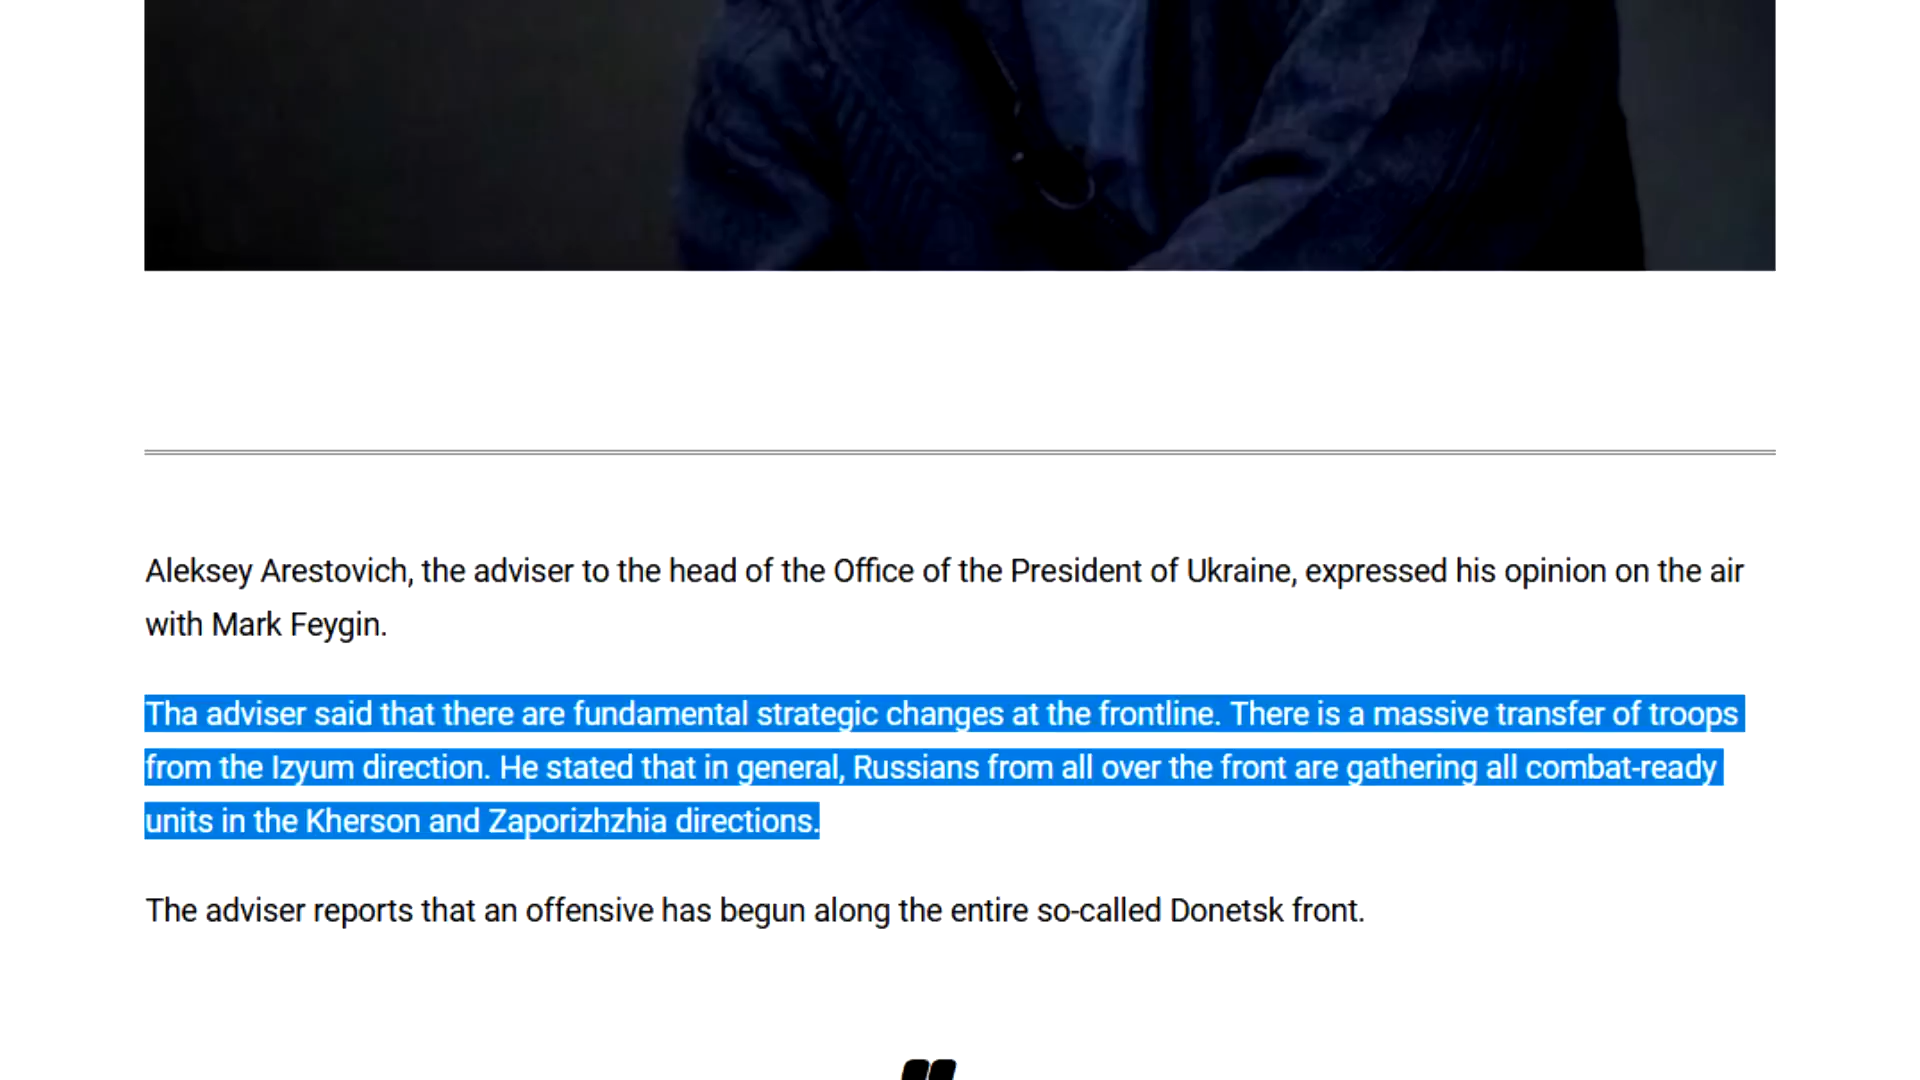 Aleksey Arestovich, the adviser to the head of the Office of the President of Ukraine, expressed his opinion on the air
with Mark Feygin.
Tha adviser said that there are fundamental strategic changes at the frontline. There is a massive transfer of troops
from the Izyum direction. He stated that in general, Russians from all over the front are gathering all combat-ready
units in the Kherson and Zaporizhzhia directions.
The adviser reports that an offensive has begun along the entire so-called Donetsk front.